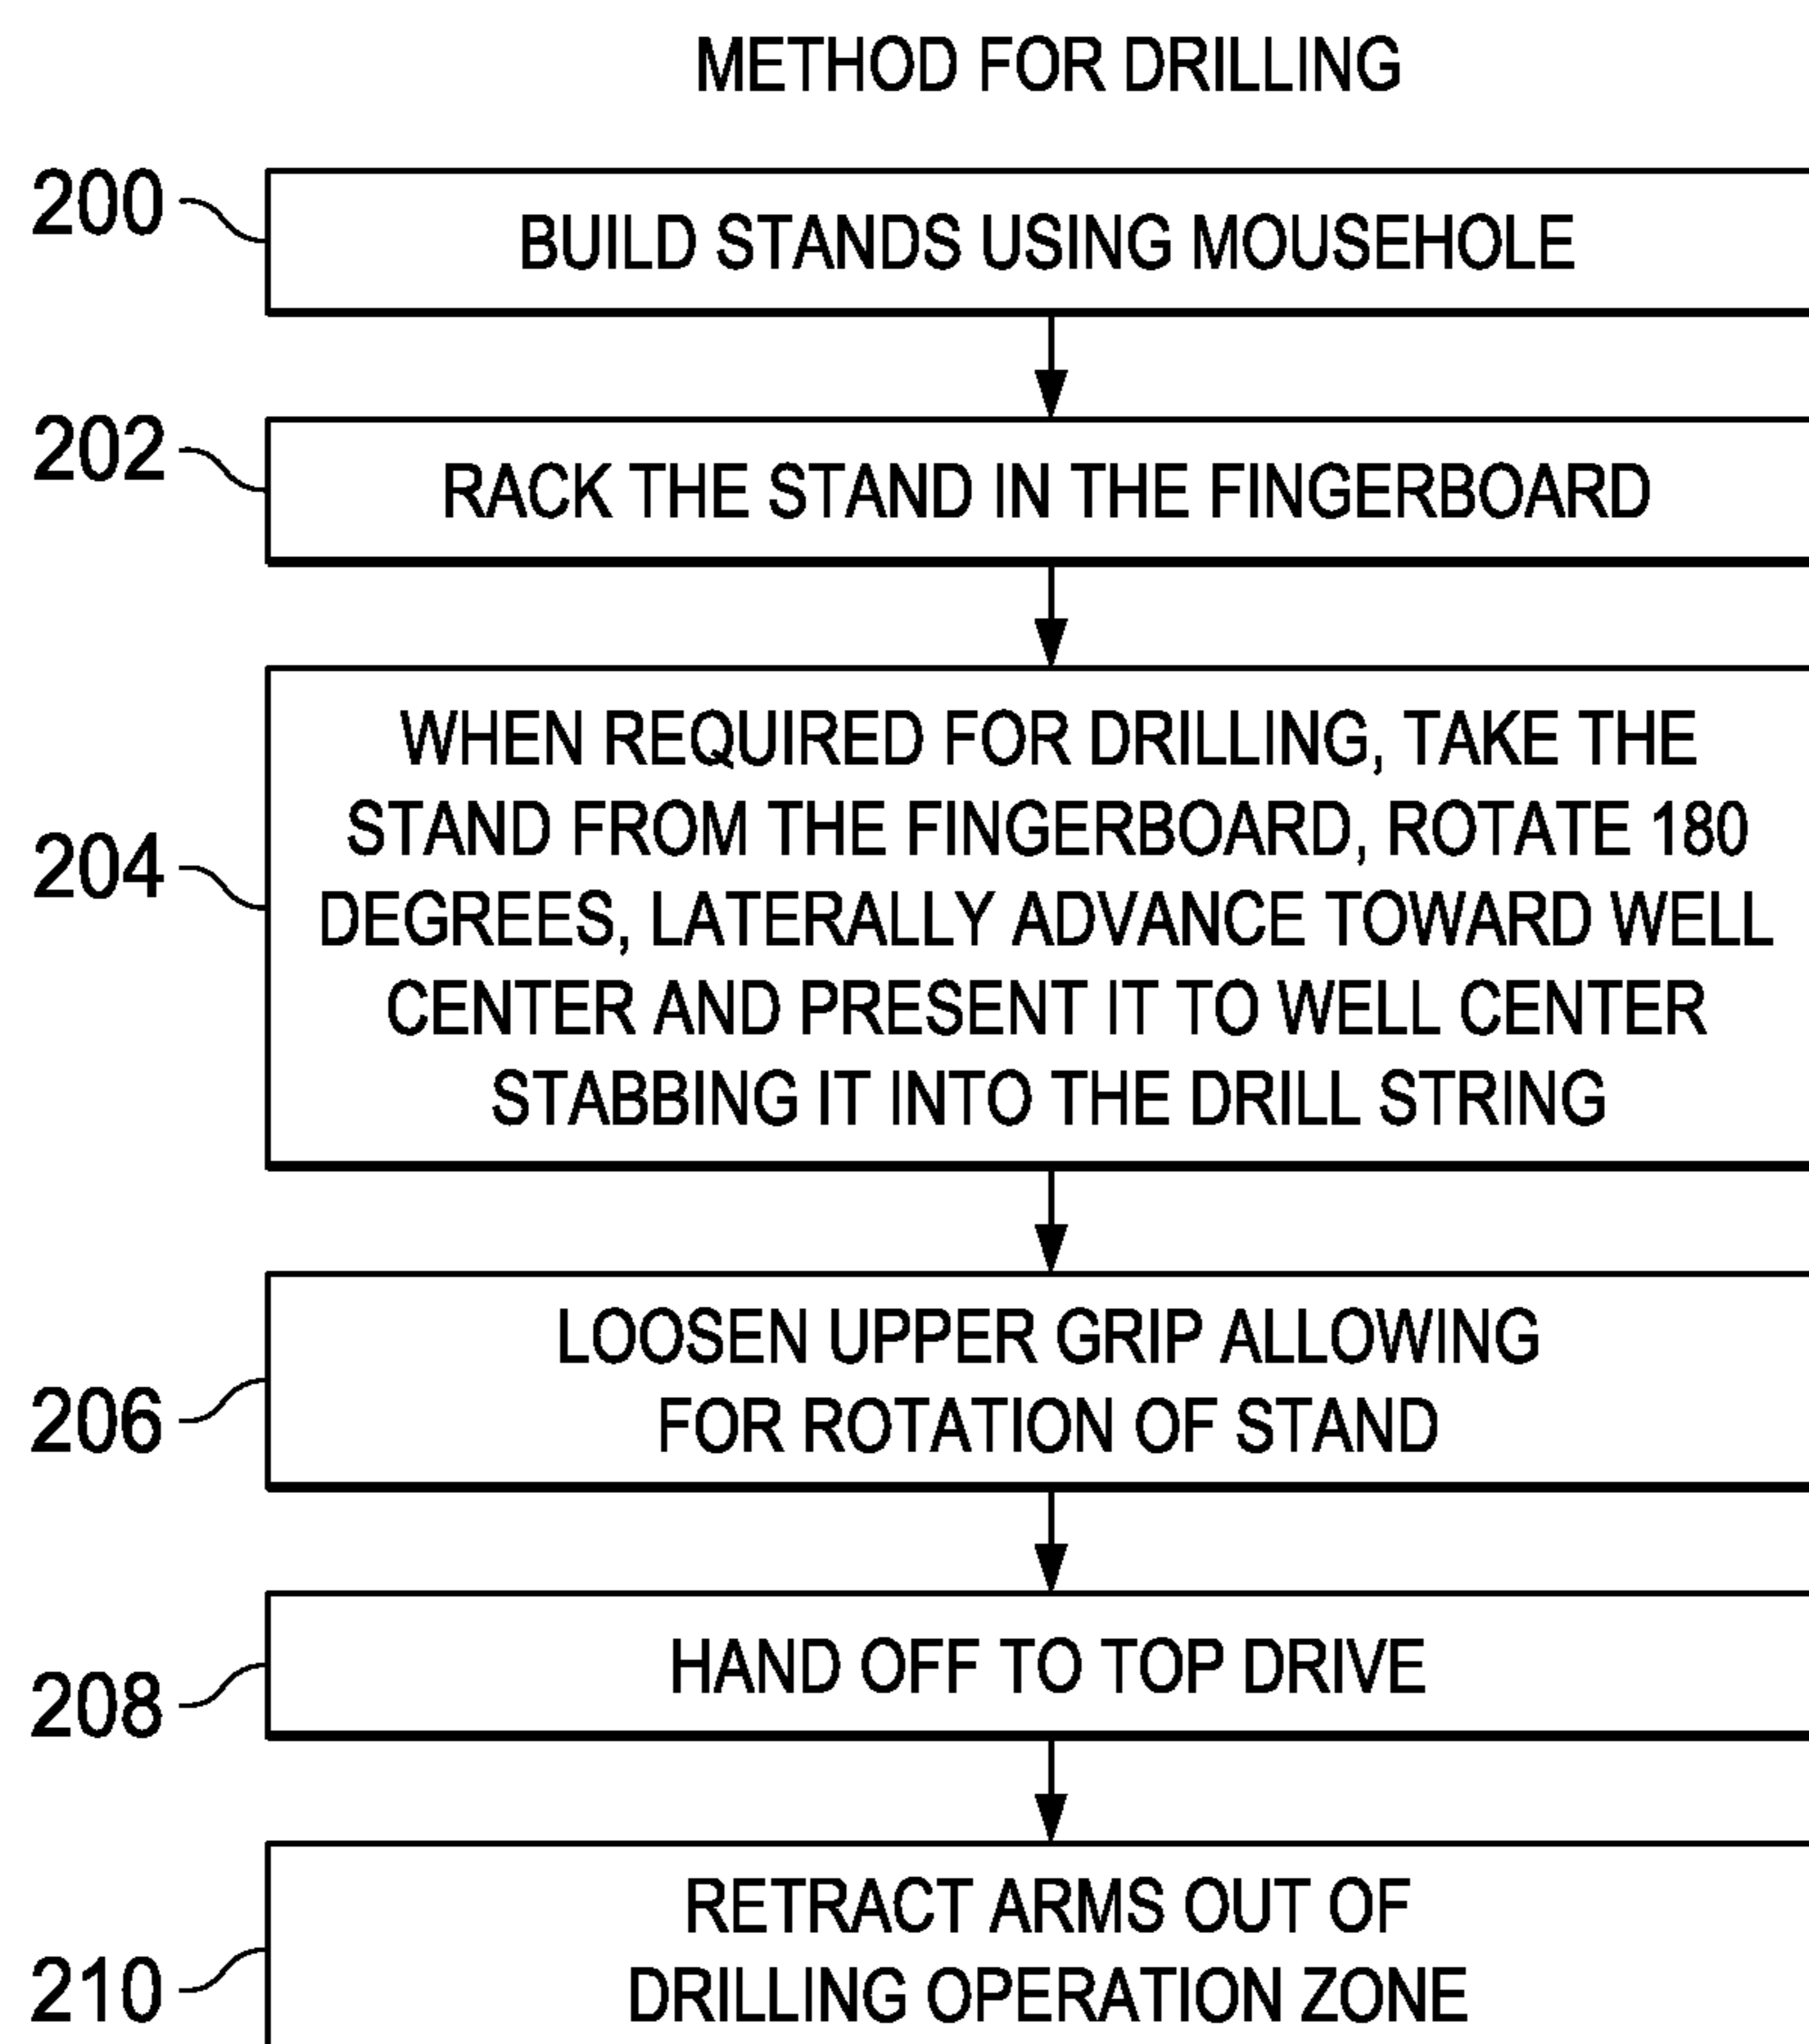 METHOD FOR DRILLING
200
BUILD STANDS USING MOUSEHOLE
202
RACK THE STAND IN THE FINGERBOARD
204
WHEN REQUIRED FOR DRILLING, TAKE THE
STAND FROM THE FINGERBOARD, ROTATE 180
DEGREES, LATERALLY ADVANCE TOWARD WELL
CENTER AND PRESENT IT TO WELL CENTER
STABBING IT INTO THE DRILL STRING
206
LOOSEN UPPER GRIP ALLOWING
FOR ROTATION OF STAND
208
HAND OFF TO TOP DRIVE
210
RETRACT ARMS OUT OF
DRILLING OPERATION ZONE